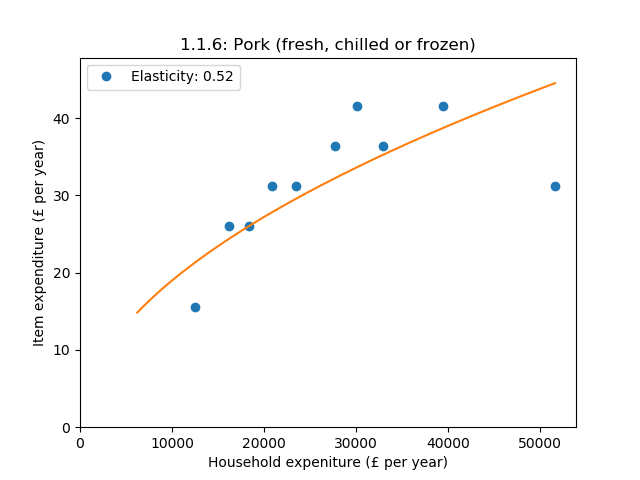 1.1.6: Pork (fresh, chilled or frozen)
Elasticity: 0.52
Item expenditure (£ per year)
40
30
20
10
0
0 10000 20000 30000 40000 50000
Household expeniture (£ per year)